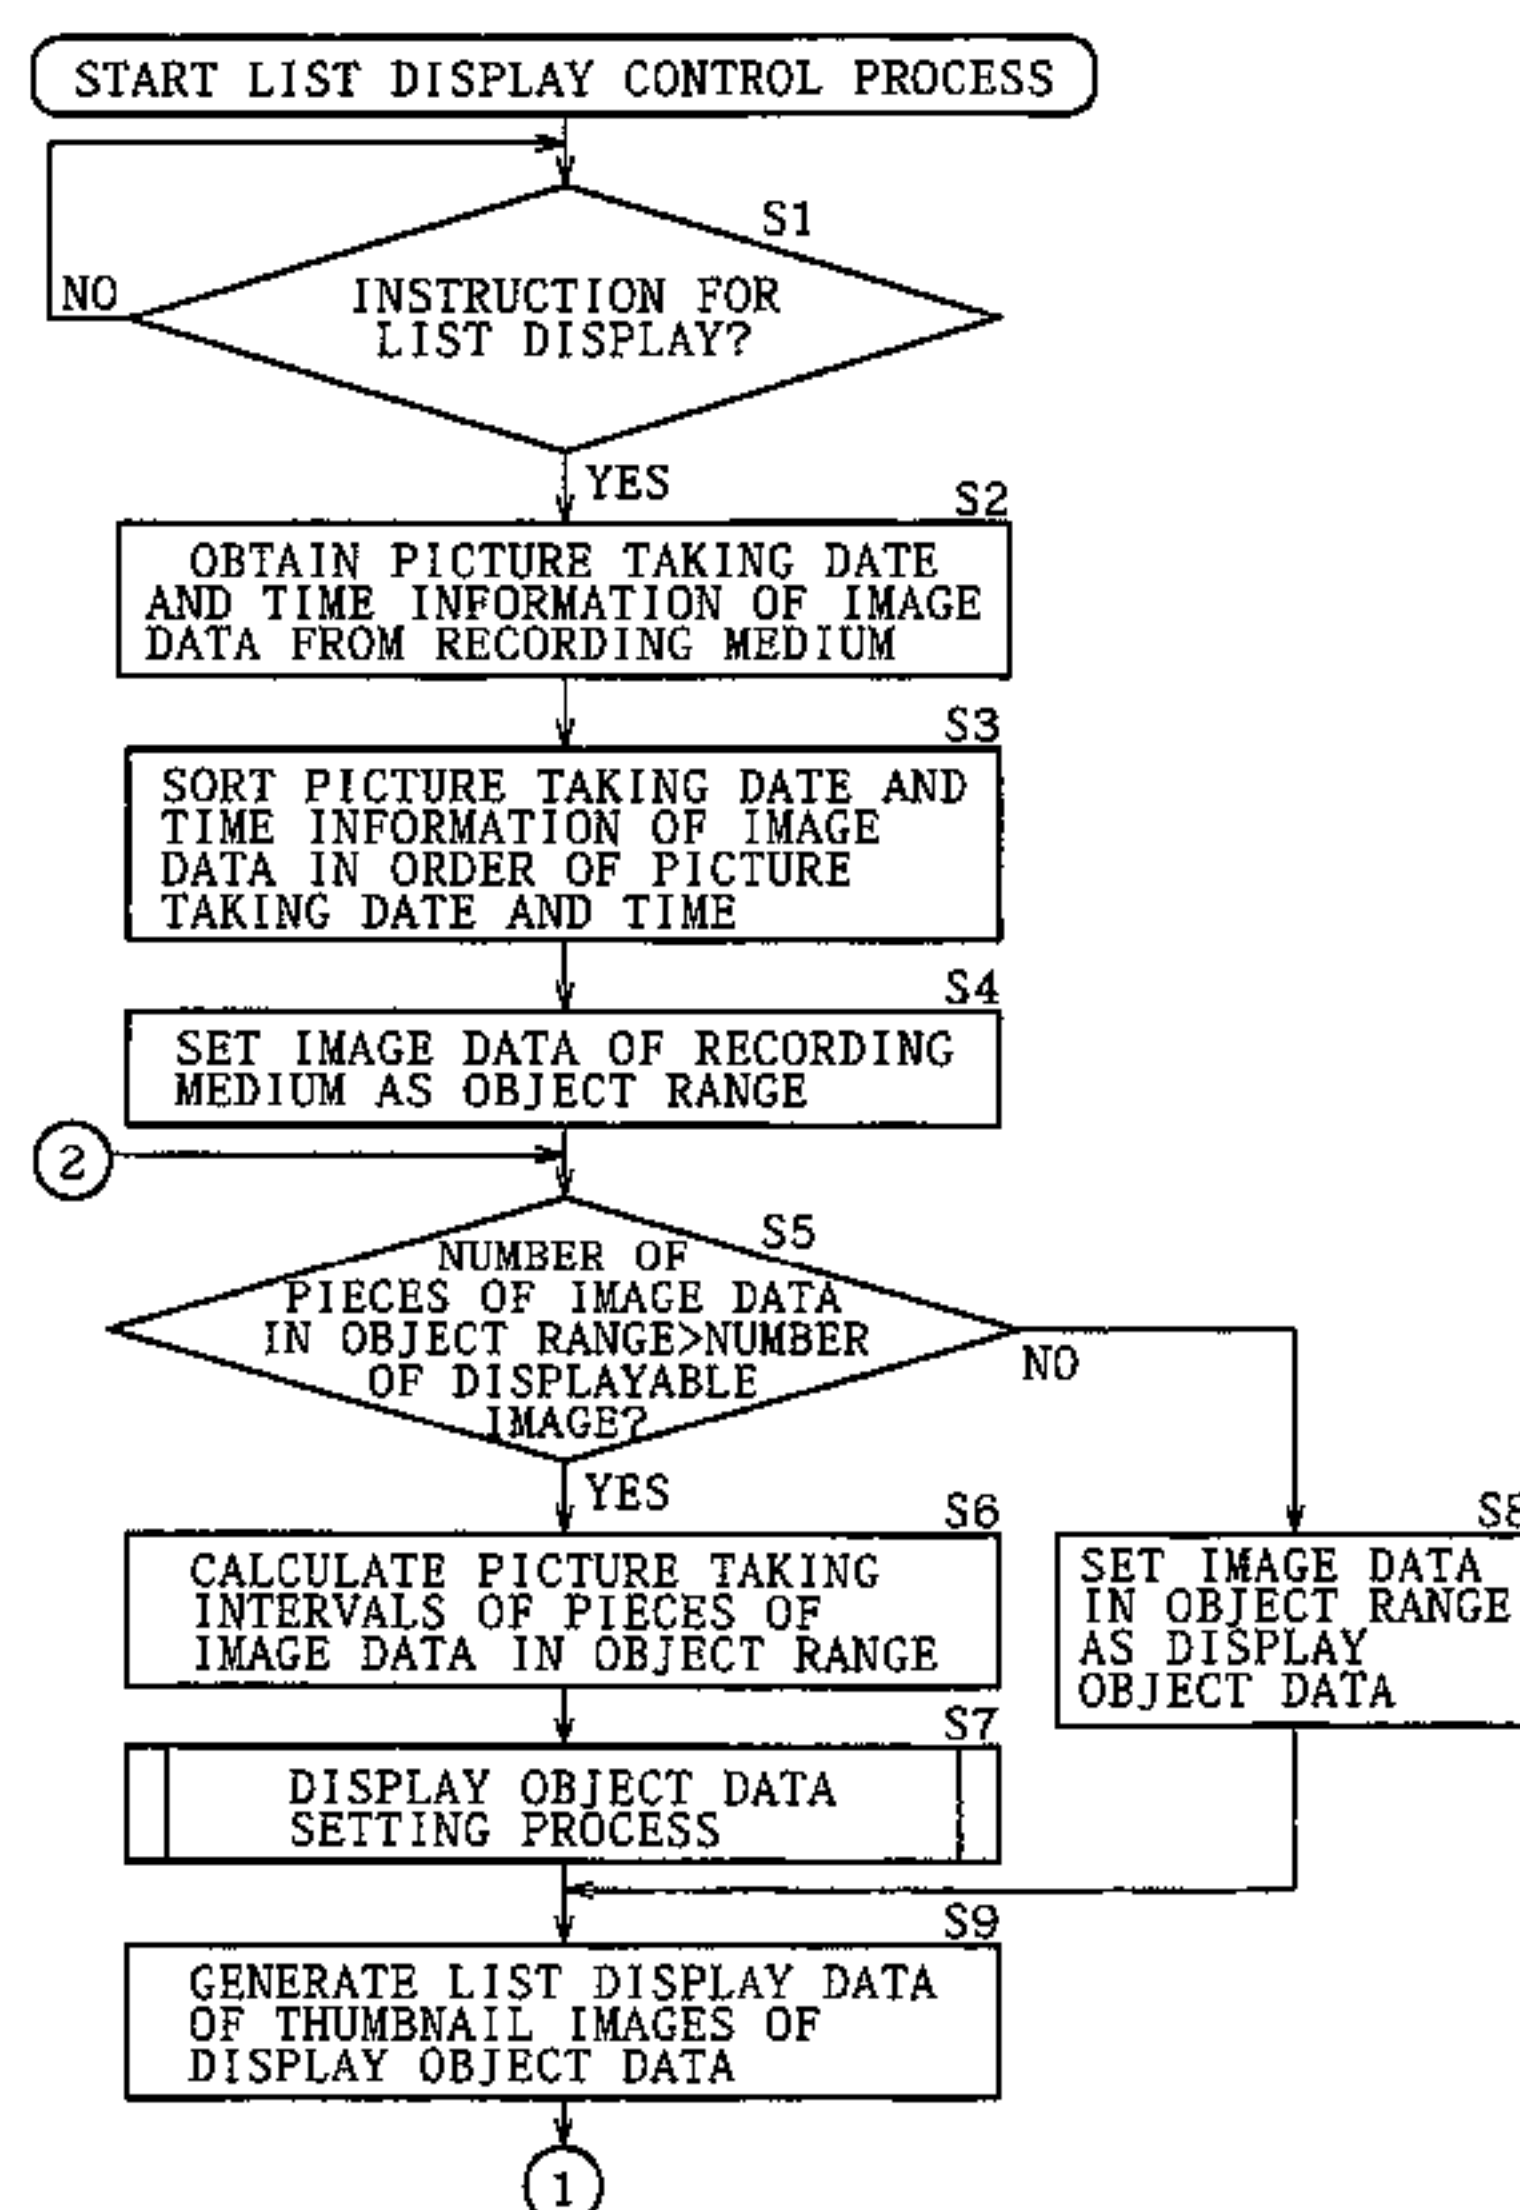 START LIST DISPLAY CONTROL PROCESS
S1
NO
INSTRUCTION FOR
LIST DISPLAY?
YES
S2
OBTAIN PICTURE TAKING DATE
AND TIME INFORMATION OF IMAGE
DATA FROM RECORDING MEDIUM
S3
SORT PICTURE TAKING DATE AND
TIME INFORMATION OF IMAGE
DATA IN ORDER OF PICTURE
TAKING DATE AND TIME
S4
SET IMAGE DATA OF RECORDING
MEDIUM AS OBJECT RANGE
2
S5
NUMBER OF
PIECES OF IMAGE DATA
IN OBJECT RANGE>NUMBER
OF DISPLAYABLE
IMAGE?
NO
YES
S6
CALCULATE PICTURE TAKING
INTERVALS OF PIECES OF
IMAGE DATA IN OBJECT RANGE
S8
SET IMAGE DATA
IN OBJECT RANGE
AS DISPLAY
OBJECT DATA
S7
DISPLAY OBJECT DATA
SETTING PROCESS
S9
GENERATE LIST DISPLAY DATA
OF THUMBNAIL IMAGES OF
DISPLAY OBJECT DATA
1